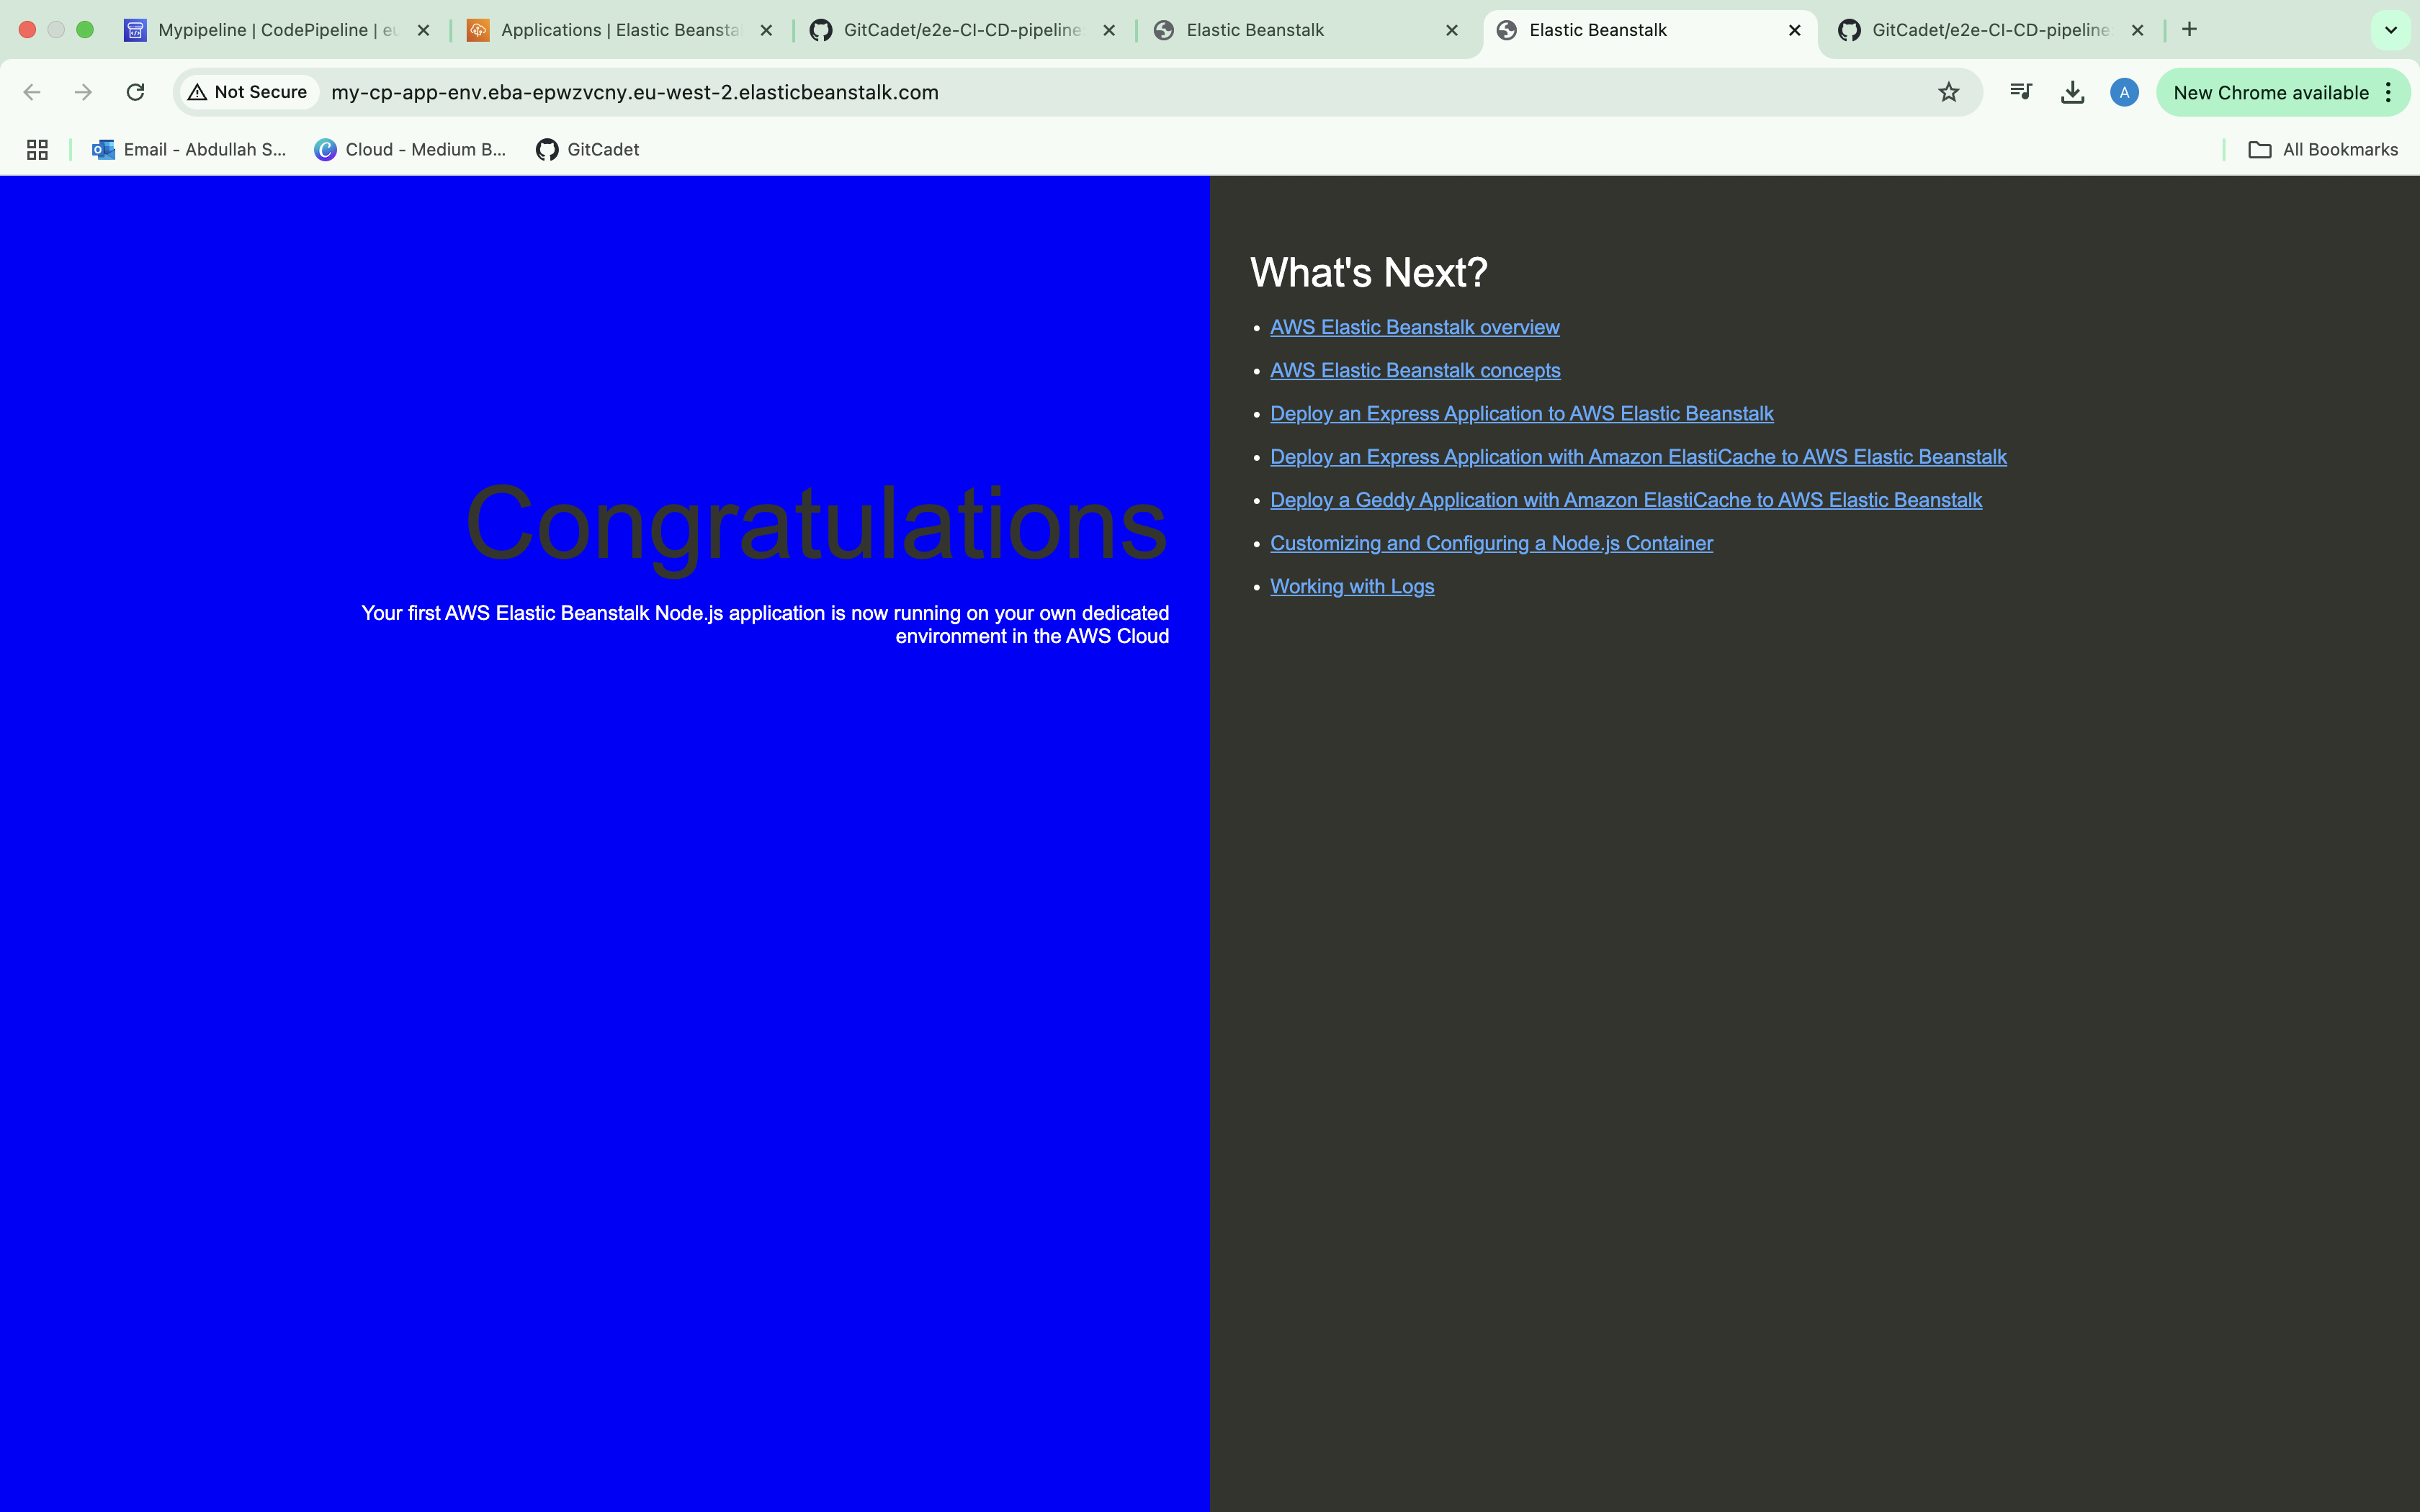 Mypipeline | CodePipeline | eu
Applications | Elastic Beansta
GitCadet/e2e-CI-CD-pipeline
Elastic Beanstalk
Elastic Beanstalk
GitCadet/e2e-CI-CD-pipeline
Not Secure
my-cp-app-env.eba-epwzvcny.eu-west-2.elasticbeanstalk.com
A
New Chrome available
Email - Abdullah S...
Cloud - Medium B...
GitCadet
All Bookmarks
Congratulations
Your first AWS Elastic Beanstalk Node.js application is now running on your own dedicated
environment in the AWS Cloud
What's Next?
AWS Elastic Beanstalk overview
AWS Elastic Beanstalk concepts
Deploy an Express Application to AWS Elastic Beanstalk
Deploy an Express Application with Amazon ElastiCache to AWS Elastic Beanstalk
Deploy a Geddy Application with Amazon ElastiCache to AWS Elastic Beanstalk
Customizing and Configuring a Node.js Container
Working with Logs